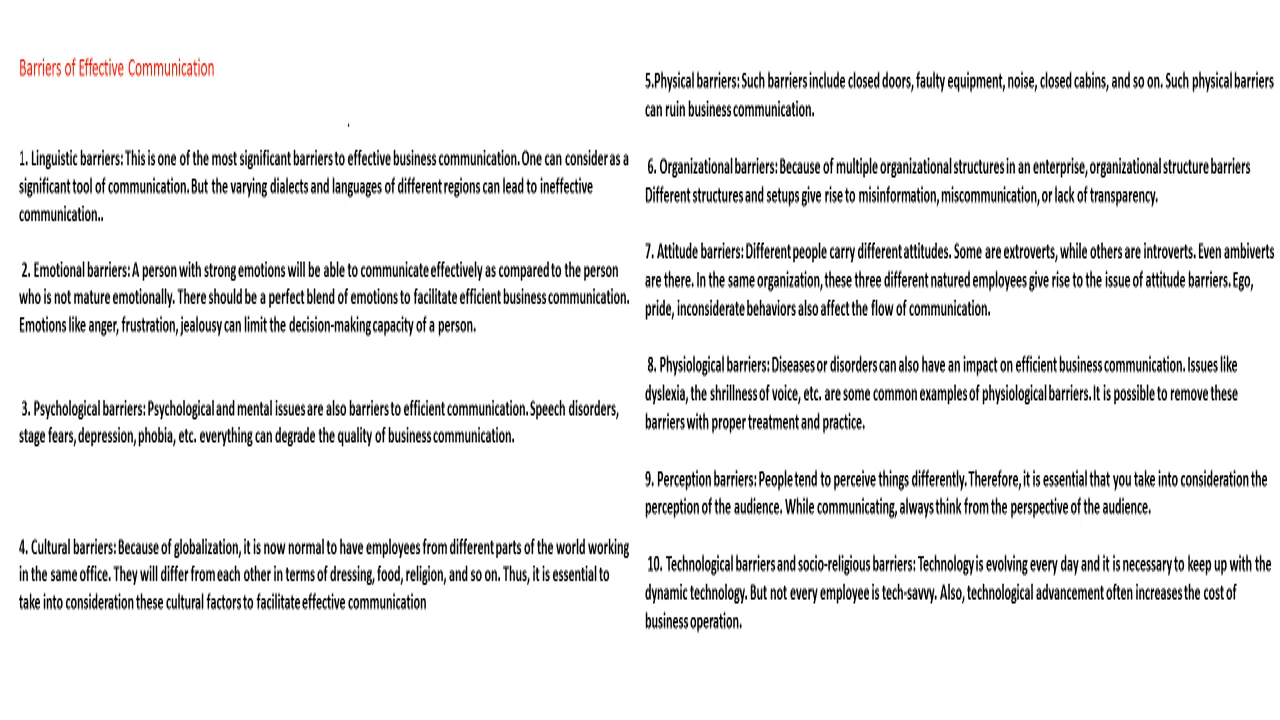 Barriers of Effective Communication
1. Linguistic barriers: This is one of the most significant barriers to effective business communication. One can consider as a
significant tool of communication. But the varying dialects and languages of different regions can lead to ineffective
communication..
2. Emotional barriers: A person with strong emotions will be able to communicate effectively as compared to the person
who is not mature emotionally. There should be a perfect blend of emotions to facilitate efficient business communication.
Emotions like anger, frustration, jealousy can limit the decision-making capacity of a person.
3. Psychological barriers: Psychological and mental issues are also barriers to efficient communication. Speech disorders,
stage fears, depression, phobia, etc. everything can degrade the quality of business communication.
4. Cultural barriers: Because of globalization, it is now normal to have employees from different parts of the world working
in the same office. They will differ from each other in terms of dressing, food, religion, and so on. Thus, it is essential to
take into consideration these cultural factors to facilitate effective communication
5.Physical barriers: Such barriers include closed doors, faulty equipment, noise, closed cabins, and so on. Such physical barriers
can ruin business communication.
6. Organizational barriers: Because of multiple organizational structures in an enterprise, organizational structure barriers
Different structures and setups give rise to misinformation, miscommunication, or lack of transparency.
7. Attitude barriers: Different people carry different attitudes. Some are extroverts, while others are introverts. Even ambiverts
are there. In the same organization, these three different natured employees give rise to the issue of attitude barriers. Ego,
pride, inconsiderate behaviors also affect the flow of communication.
8. Physiological barriers: Diseases or disorders can also have an impact on efficient business communication. Issues like
dyslexia, the shrillness of voice, etc. are some common examples of physiological barriers. It is possible to remove these
barriers with proper treatment and practice.
9. Perception barriers: People tend to perceive things differently. Therefore, it is essential that you take into consideration the
perception of the audience. While communicating, always think from the perspective of the audience.
10. Technological barriers and socio-religious barriers: Technology is evolving every day and it is necessary to keep up with the
dynamic technology. But not every employee is tech-savvy. Also, technological advancement often increases the cost of
business operation.